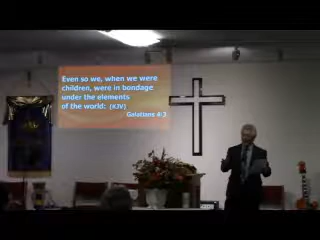 Even so we, when we were
children, were in bondage
under the elements
of the world: (KJV)
Galatians 4:3